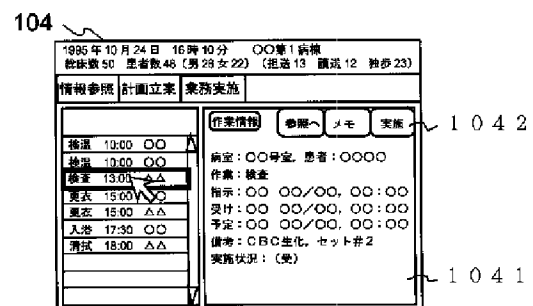 104
1995年10月24日 16時10分 〇〇第1病棟
総床数50 患者数48(男28女22) (担送13 護送12 独歩23)
情報参照 計画立案 業務実施
作業情報 参照へ メモ 実施
1042
検温 10:00 〇〇
検温 10:00 〇〇
検査 13:00 △△
更衣 15:00 〇〇
更衣 15:00 △△
入浴 17:30 〇〇
清拭 18:00 △△
病室:〇〇号室,患者:〇〇〇〇
作業:検査
指示:〇〇 〇〇/〇〇,〇〇:〇〇
受け:〇〇 〇〇/〇〇,〇〇:〇〇
予定:〇〇 〇〇/〇〇,〇〇:〇〇
備考:CBC生化,セット#2
実施状況:(受)
1041